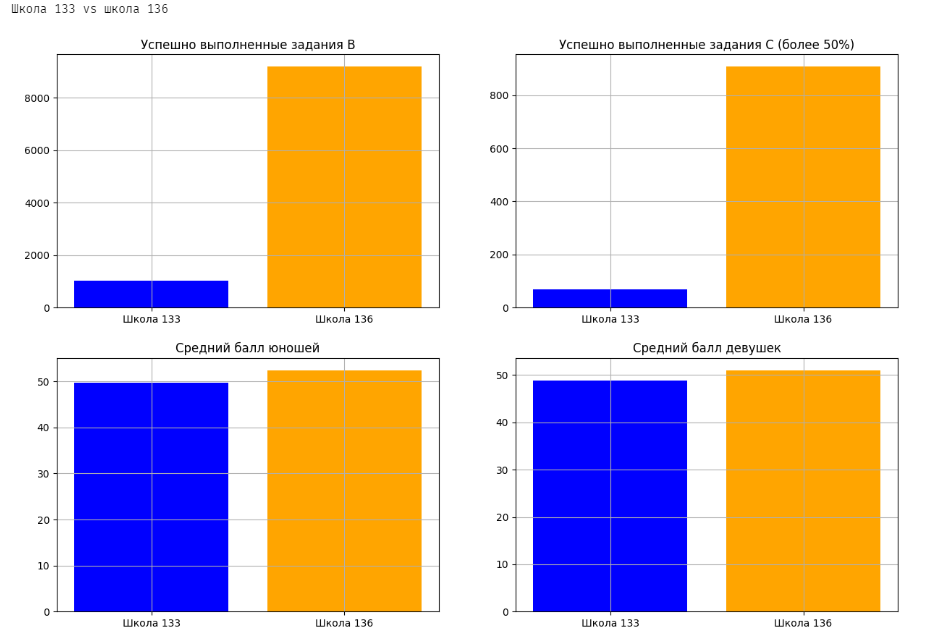 Школа 133 vs школа 136
Успешно выполненные задания B
8000
6000
4000
2000
0
Школа 133 Школа 136
Успешно выполненные задания C (более 50%)
800
600
400
200
0
Школа 133 Школа 136
Средний балл юношей
50
40
30
20
10
0
Школа 133 Школа 136
Средний балл девушек
50
40
30
20
10
0
Школа 133 Школа 136